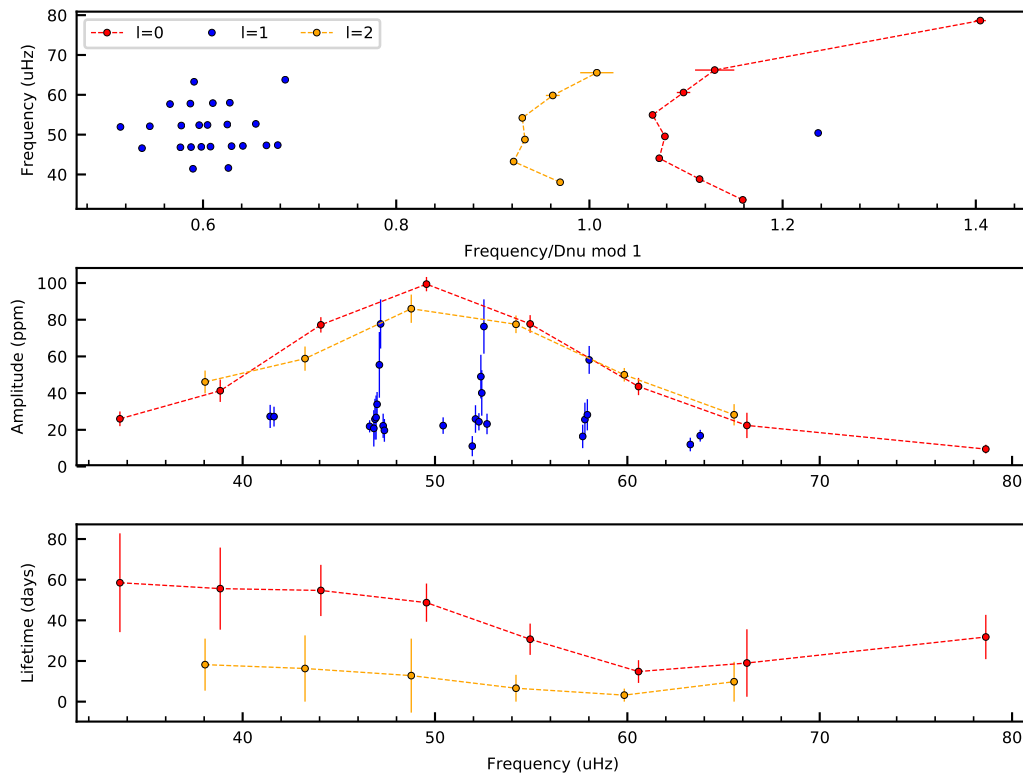 80
70
60
50
40
Frequency (uHz)
l=0 l=1 l=2
0.6 0.8 1.0 1.2 1.4
Frequency/Dnu mod 1
100
80
60
40
20
0
Amplitude (ppm)
40 50 60 70 80
80
60
40
20
0
Lifetime (days)
40 50 60 70 80
Frequency (uHz)